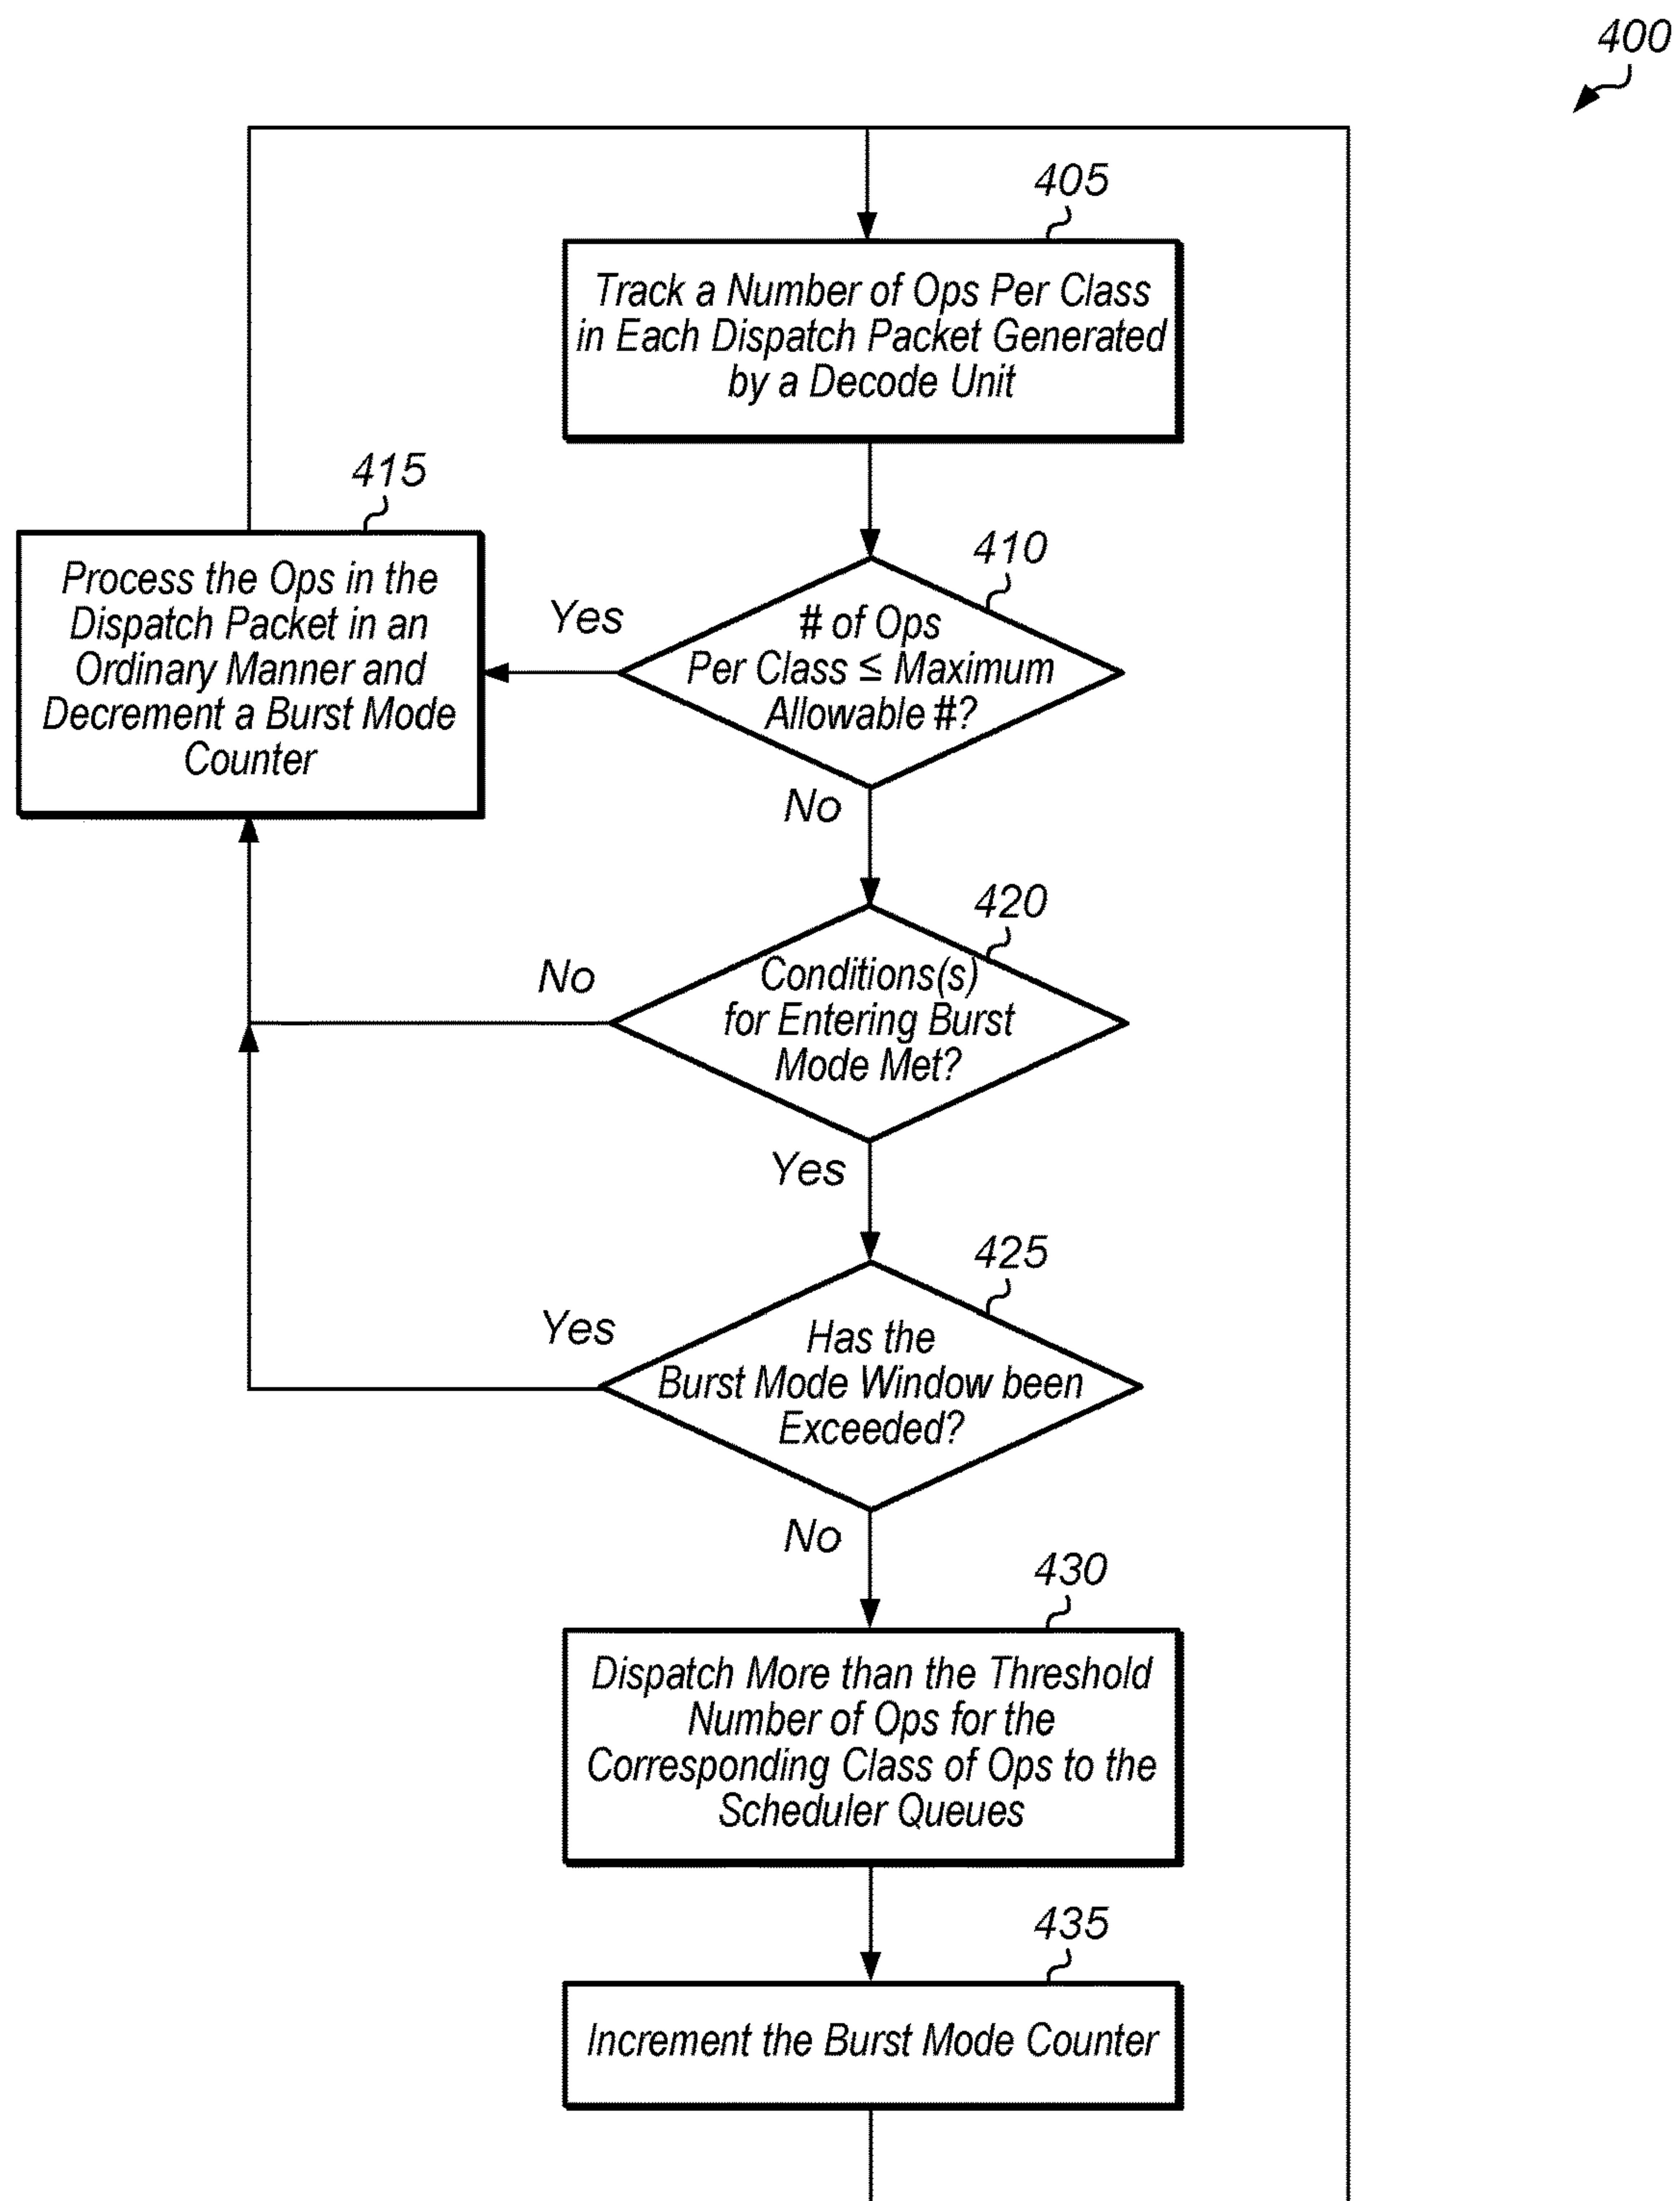 400
405
Track a Number of Ops Per Class
in Each Dispatch Packet Generated
by a Decode Unit
415
Process the Ops in the
Dispatch Packet in an
Ordinary Manner and
Decrement a Burst Mode
Counter
410
Yes
# of Ops
Per Class ≤ Maximum
Allowable #?
No
420
No
Conditions(s)
for Entering Burst
Mode Met?
Yes
425
Yes
Has the
Burst Mode Window been
Exceeded?
No
430
Dispatch More than the Threshold
Number of Ops for the
Corresponding Class of Ops to the
Scheduler Queues
435
Increment the Burst Mode Counter